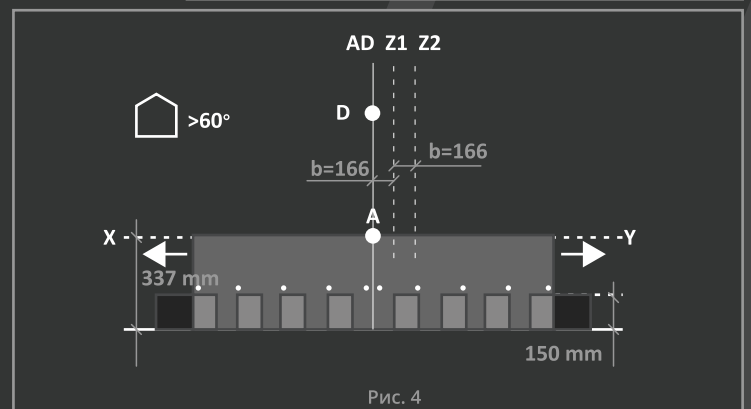 AD Z1 Z2
D
>60°
b=166
b=166
A
X
Y
337 mm
150 mm
Рис. 4